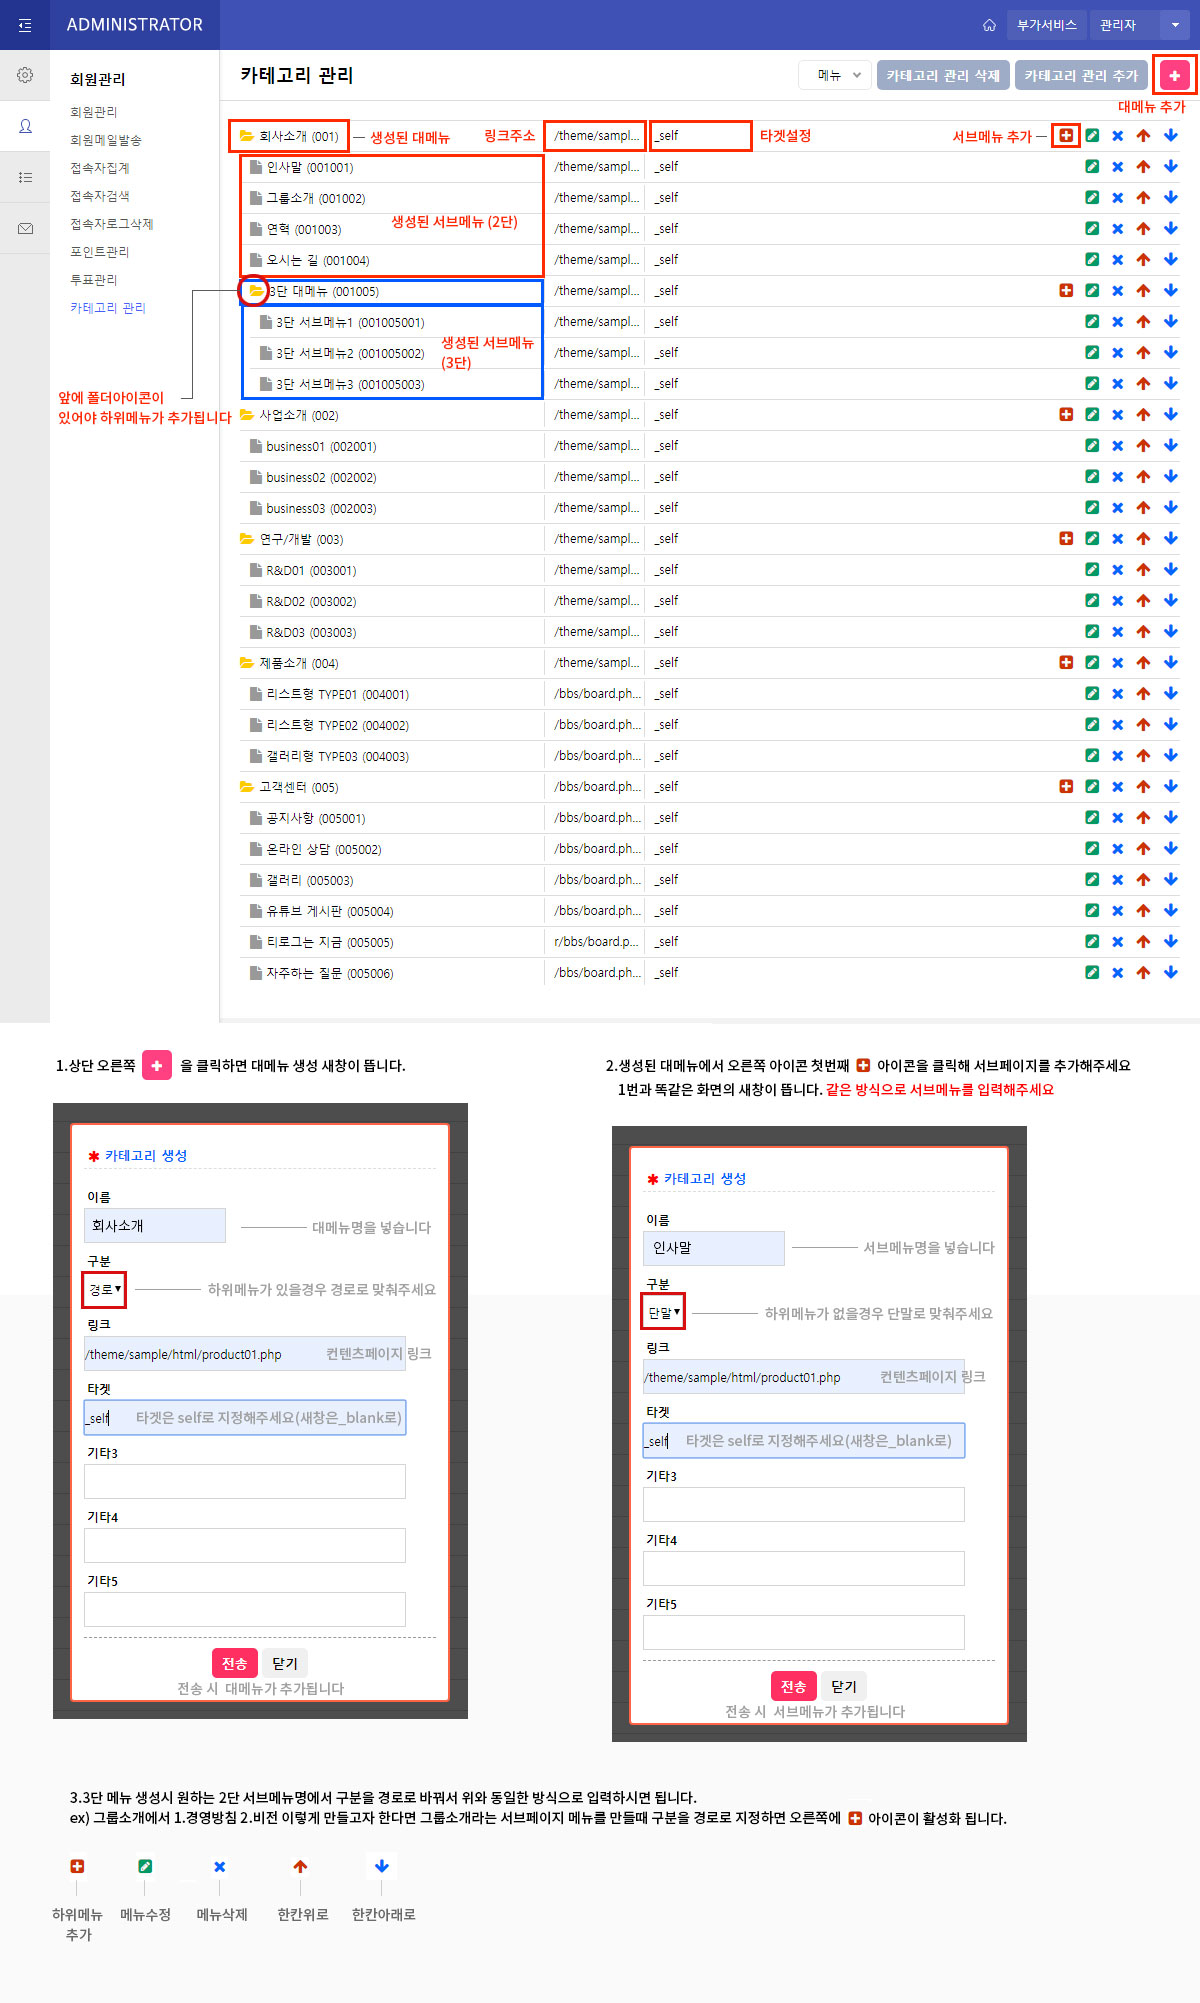 ADMINISTRATOR
부가서비스
관리자
회원관리
회원관리
회원메일발송
접속자집계
접속자검색
접속자로그삭제
포인트관리
투표관리
카테고리 관리
카테고리 관리
메뉴
카테고리 관리 삭제
카테고리 관리 추가
대메뉴 추가
회사소개 (001) 생성된 대메뉴 링크주소 /theme/sampl... _self 타겟설정 서브메뉴 추가
인사말 (001001) /theme/sampl... _self
그룹소개 (001002) /theme/sampl... _self
생성된 서브메뉴 (2단)
연혁 (001003) /theme/sampl... _self
오시는 길 (001004) /theme/sampl... _self
3단 대메뉴 (001005) /theme/sampl... _self
3단 서브메뉴1 (001005001) /theme/sampl... _self
생성된 서브메뉴
(3단)
3단 서브메뉴2 (001005002) /theme/sampl... _self
3단 서브메뉴3 (001005003) /theme/sampl... _self
앞에 폴더아이콘이
있어야 하위메뉴가 추가됩니다
사업소개 (002) /theme/sampl... _self
business01 (002001) /theme/sampl... _self
business02 (002002) /theme/sampl... _self
business03 (002003) /theme/sampl... _self
연구/개발 (003) /theme/sampl... _self
R&D01 (003001) /theme/sampl... _self
R&D02 (003002) /theme/sampl... _self
R&D03 (003003) /theme/sampl... _self
제품소개 (004) /theme/sampl... _self
리스트형 TYPE01 (004001) /bbs/board.ph... _self
리스트형 TYPE02 (004002) /bbs/board.ph... _self
갤러리형 TYPE03 (004003) /bbs/board.ph... _self
고객센터 (005) /bbs/board.ph... _self
공지사항 (005001) /bbs/board.ph... _self
온라인 상담 (005002) /bbs/board.ph... _self
갤러리 (005003) /bbs/board.ph... _self
유튜브 게시판 (005004) /bbs/board.ph... _self
티로그는 지금 (005005) r/bbs/board.p... _self
자주하는 질문 (005006) /bbs/board.ph... _self
1.상단 오른쪽 을 클릭하면 대메뉴 생성 새창이 뜹니다.
✱ 카테고리 생성
이름
회사소개 대메뉴명을 넣습니다
구분
경로▼ 하위메뉴가 있을경우 경로로 맞춰주세요
링크
/theme/sample/html/product01.php 컨텐츠페이지 링크
타겟
_self 타겟은 self로 지정해주세요(새창은_blank로)
기타3
기타4
기타5
전송 닫기
전송 시 대메뉴가 추가됩니다
2.생성된 대메뉴에서 오른쪽 아이콘 첫번째 아이콘을 클릭해 서브페이지를 추가해주세요
1번과 똑같은 화면의 새창이 뜹니다. 같은 방식으로 서브메뉴를 입력해주세요
✱ 카테고리 생성
이름
인사말 서브메뉴명을 넣습니다
구분
단말▼ 하위메뉴가 없을경우 단말로 맞춰주세요
링크
/theme/sample/html/product01.php 컨텐츠페이지 링크
타겟
_self 타겟은 self로 지정해주세요(새창은_blank로)
기타3
기타4
기타5
전송 닫기
전송 시 서브메뉴가 추가됩니다
3.3단 메뉴 생성시 원하는 2단 서브메뉴명에서 구분을 경로로 바꿔서 위와 동일한 방식으로 입력하시면 됩니다.
ex) 그룹소개에서 1.경영방침 2.비전 이렇게 만들고자 한다면 그룹소개라는 서브페이지 메뉴를 만들때 구분을 경로로 지정하면 오른쪽에 아이콘이 활성화 됩니다.
하위메뉴
추가
메뉴수정
메뉴삭제
한칸위로
한칸아래로